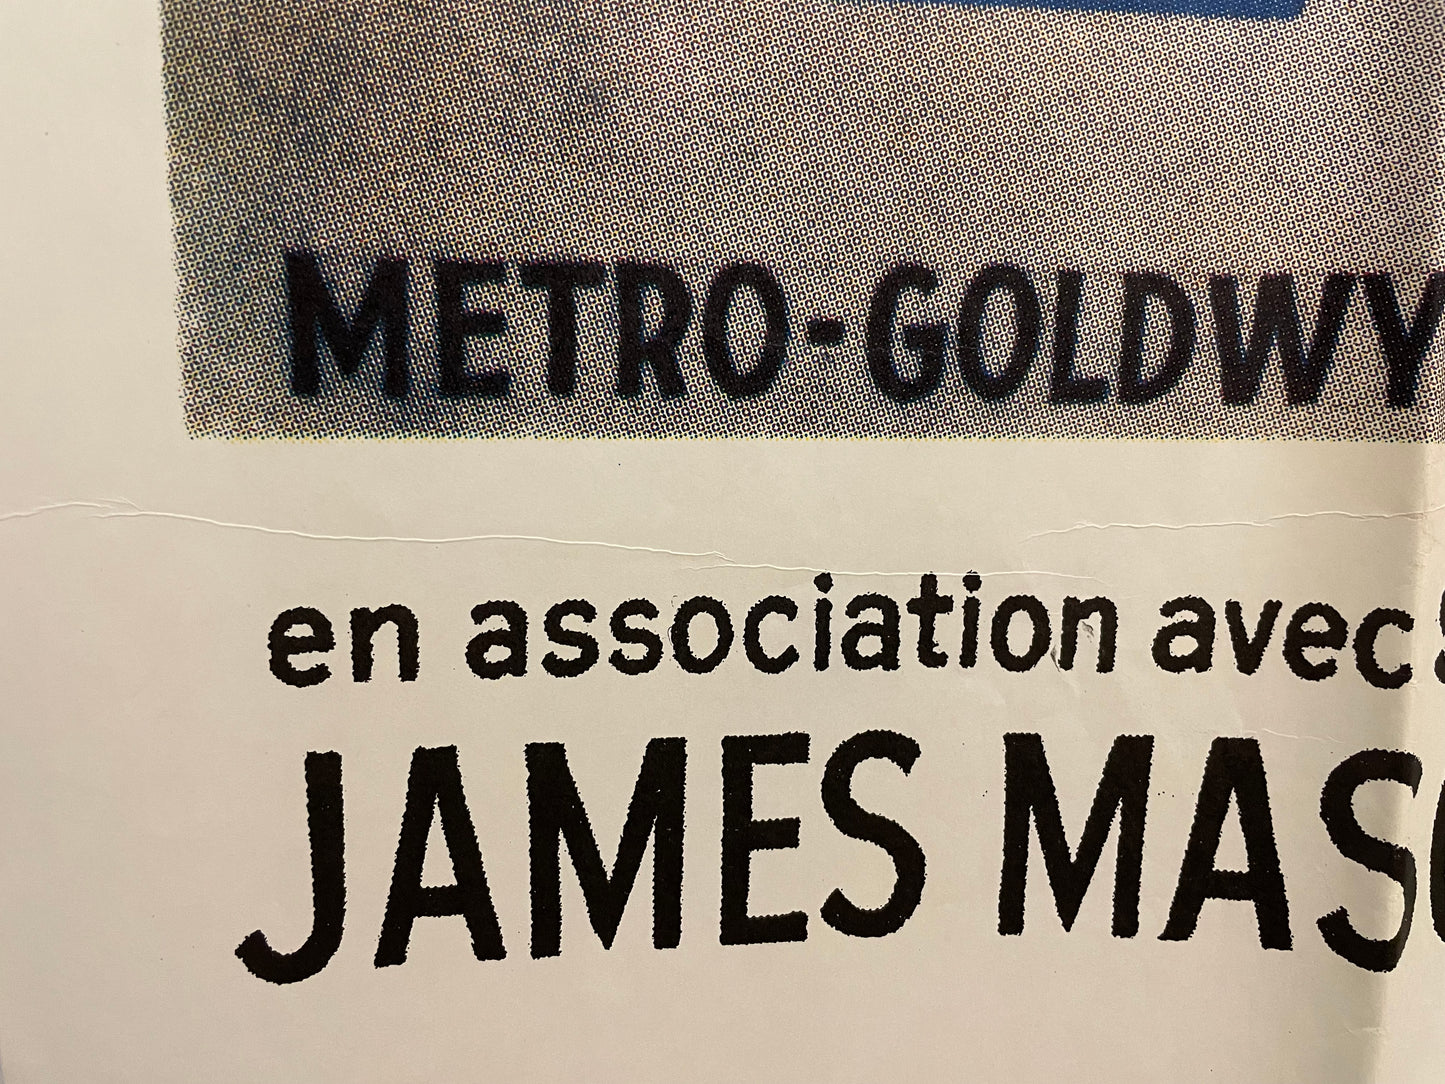 METRO-GOLDWY
en association avec
JAMES MAS